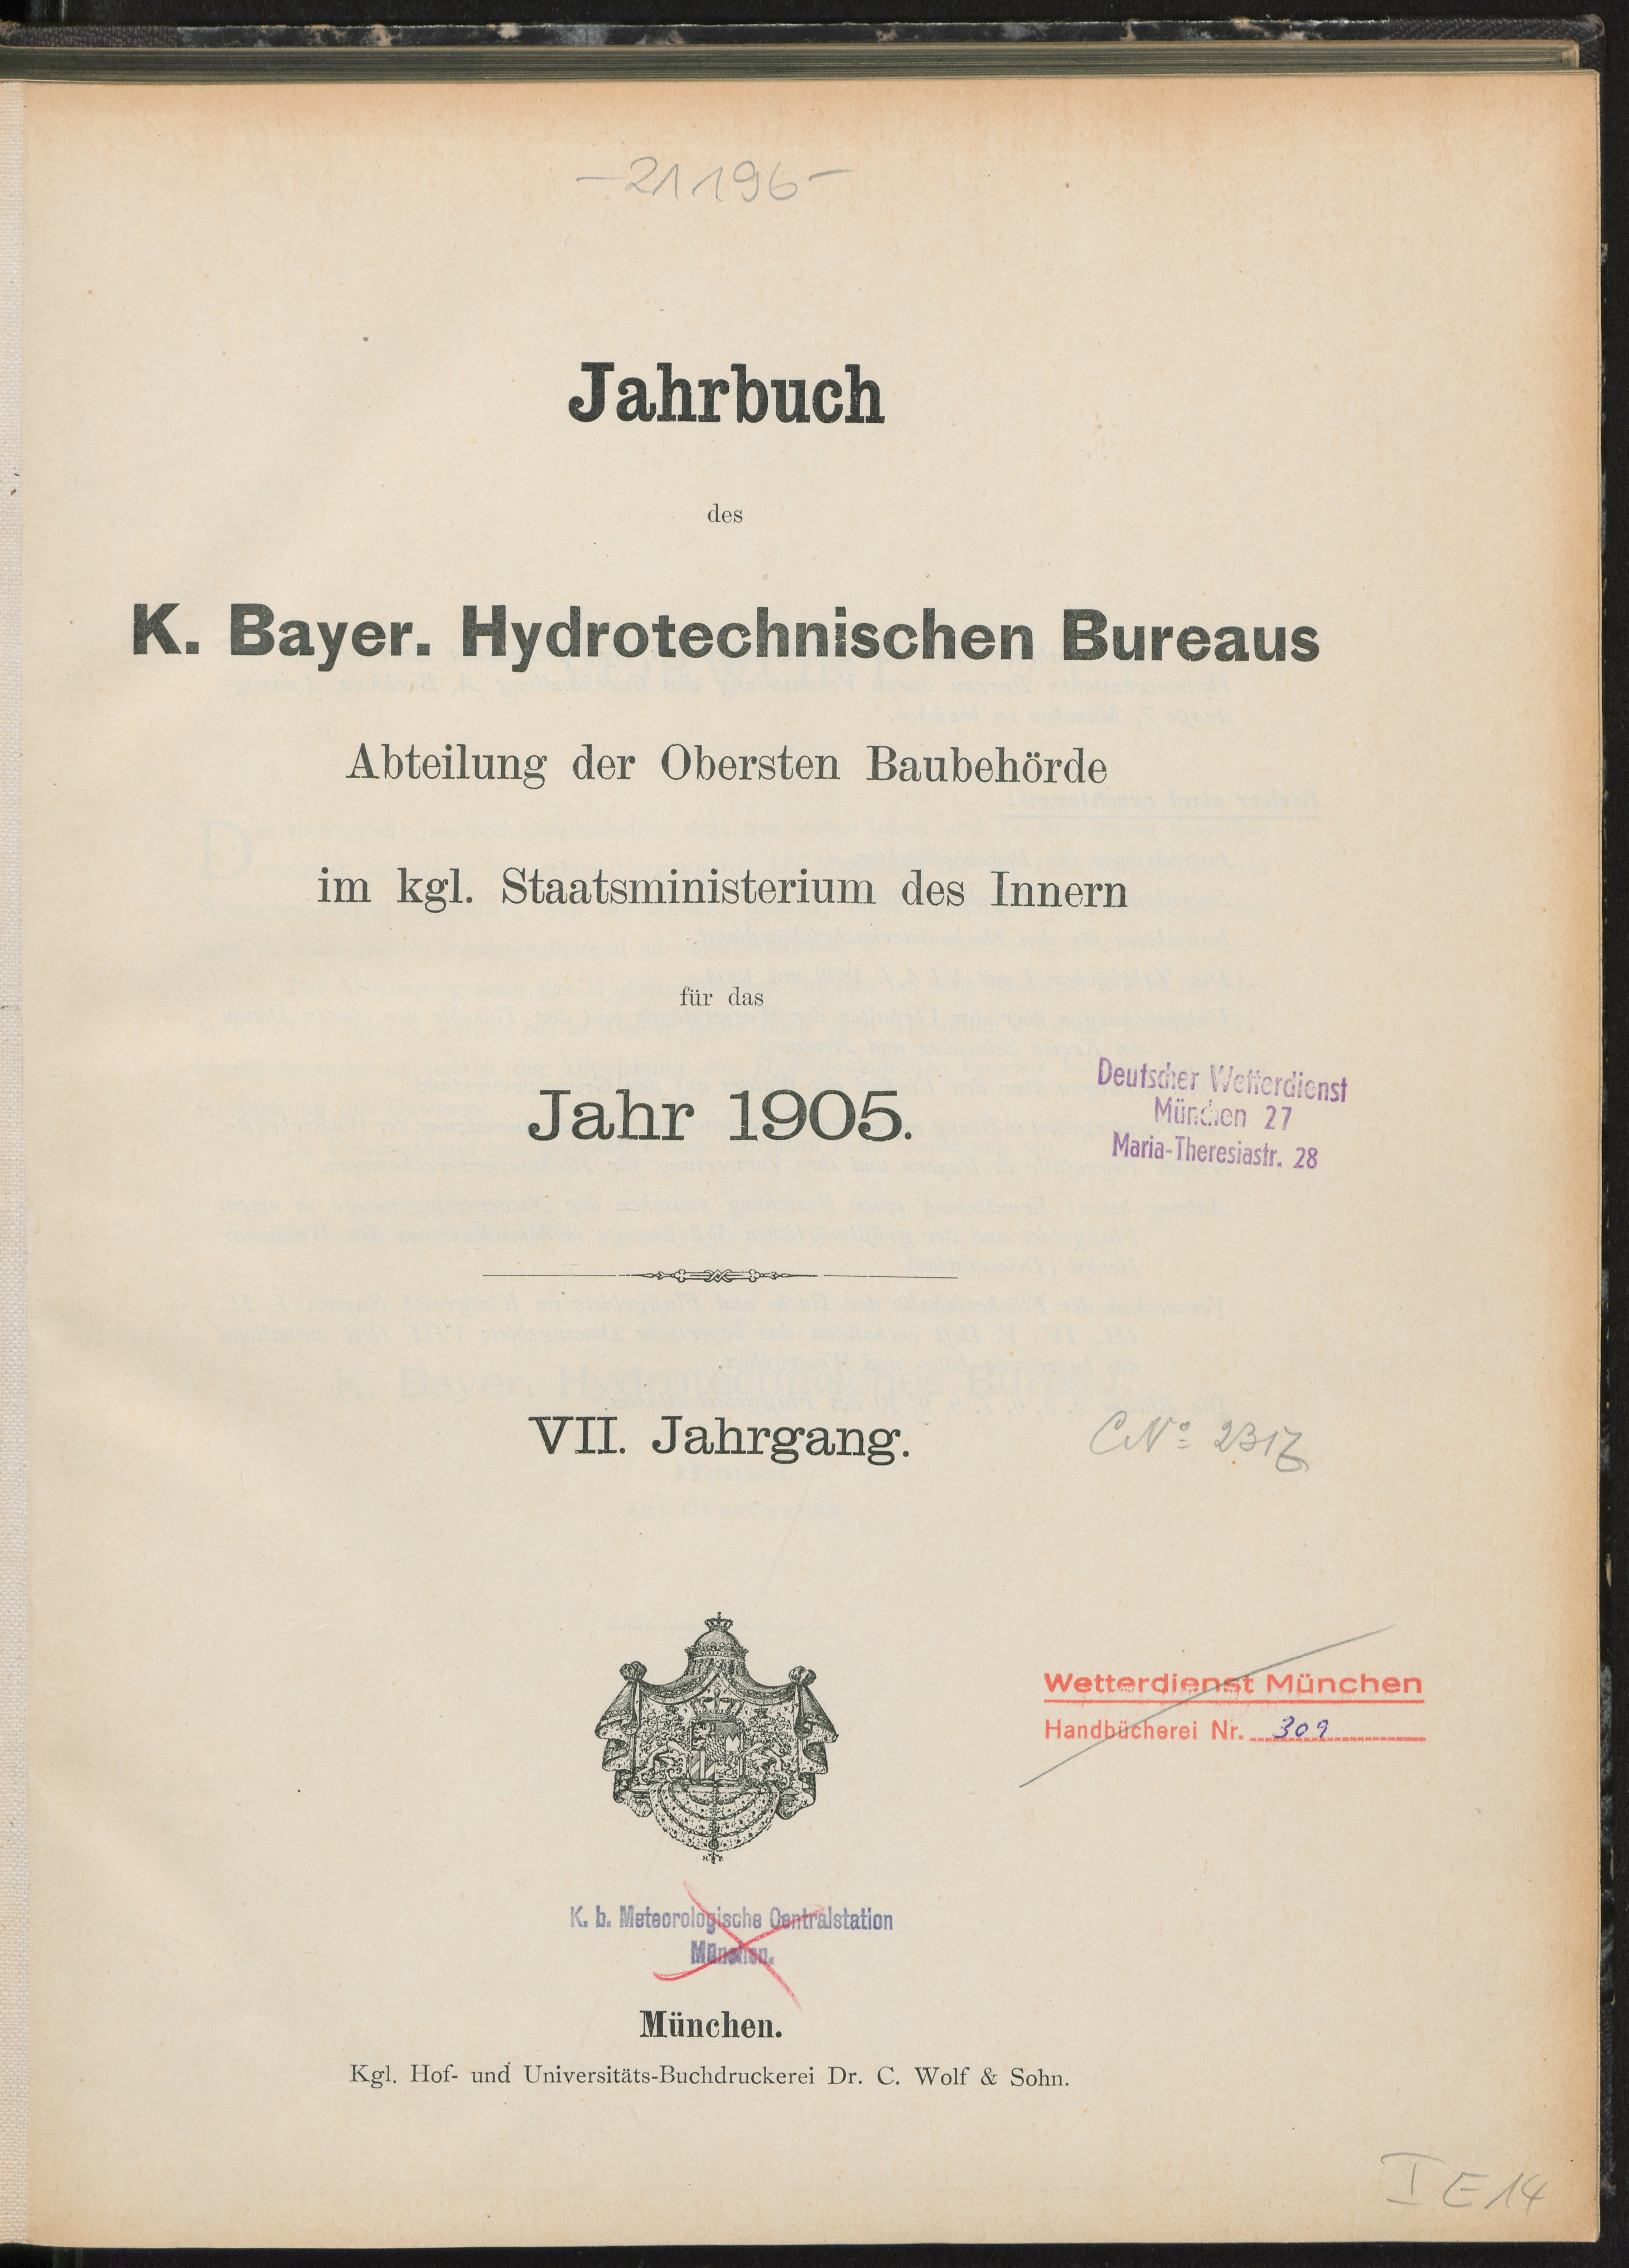 -21196-
Jahrbuch
des
K. Bayer. Hydrotechnischen Bureaus
Abteilung der Obersten Baubehörde
im kgl. Staatsministerium des Innern
für das
Jahr 1905.
Deutscher Wetterdienst
München 27
Maria-Theresiastr. 28
VII. Jahrgang.
CNo
Wetterdienst München
Handbücherei Nr. 309
K. b. Meteorologische Centralstation
München.
München.
Kgl. Hof- und Universitäts-Buchdruckerei Dr. C. Wolf & Sohn.
I E 14